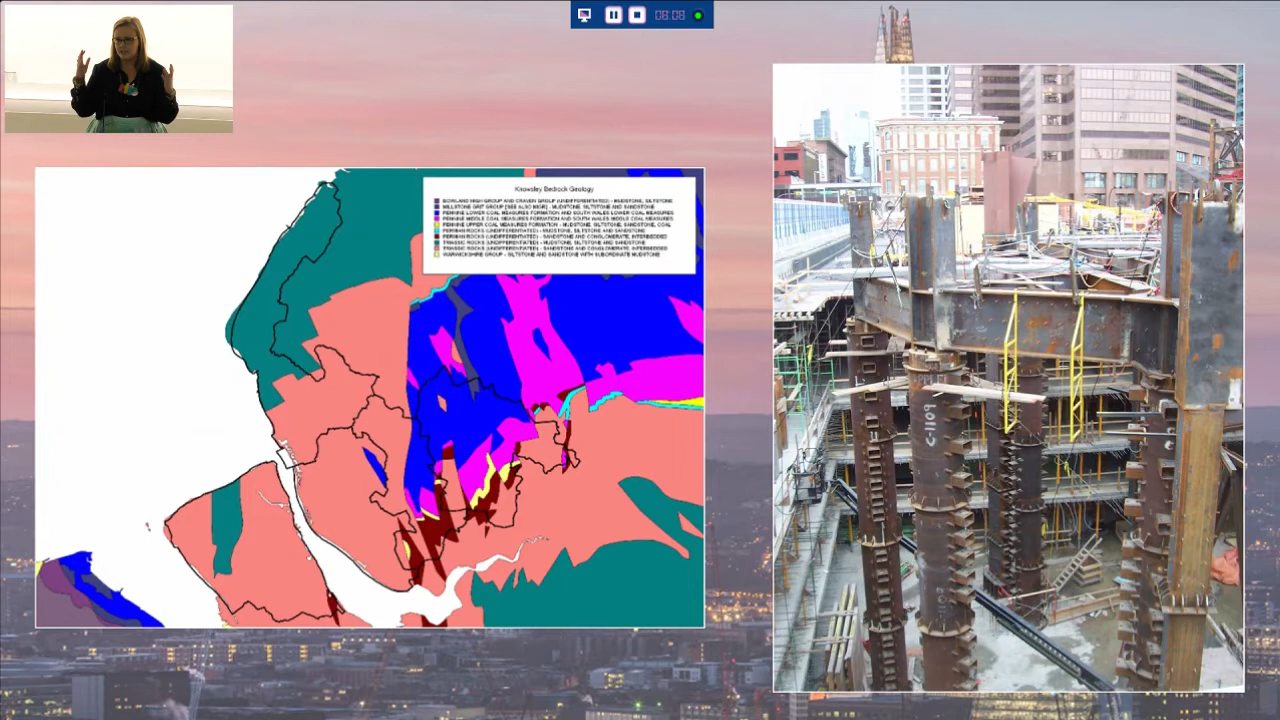 08:08
Knowsley Bedrock Geology
BOWLAND HIGH GROUP AND CRAVEN GROUP (UNDIFFERENTIATED) - MUDSTONE, SILTSTONE
MILLSTONE GRIT GROUP [SEE ALSO MIGR] - MUDSTONE, SILTSTONE AND SANDSTONE
PENNINE LOWER COAL MEASURES FORMATION AND SOUTH WALES LOWER COAL MEASURES
PENNINE MIDDLE COAL MEASURES FORMATION AND SOUTH WALES MIDDLE COAL MEASURES
PENNINE UPPER COAL MEASURES FORMATION - MUDSTONE, SILTSTONE, SANDSTONE, COAL
PERMIAN ROCKS (UNDIFFERENTIATED) - MUDSTONE, SILTSTONE AND SANDSTONE
PERMIAN ROCKS (UNDIFFERENTIATED) - SANDSTONE AND CONGLOMERATE, INTERBEDDED
TRIASSIC ROCKS (UNDIFFERENTIATED) - MUDSTONE, SILTSTONE AND SANDSTONE
TRIASSIC ROCKS (UNDIFFERENTIATED) - SANDSTONE AND CONGLOMERATE, INTERBEDDED
WARWICKSHIRE GROUP - SILTSTONE AND SANDSTONE WITH SUBORDINATE MUDSTONE